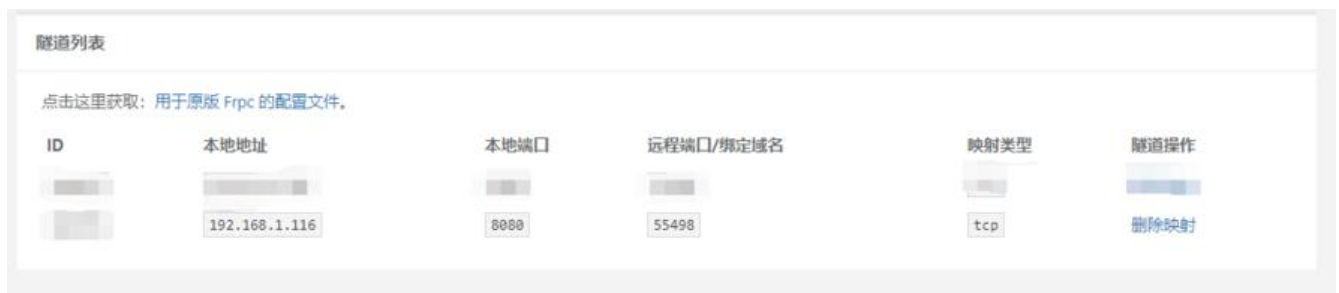 隧道列表
点击这里获取：用于原版 Frpc 的配置文件。
ID 本地地址 本地端口 远程端口/绑定域名 映射类型 隧道操作
192.168.1.116 8080 55498 tcp 删除映射